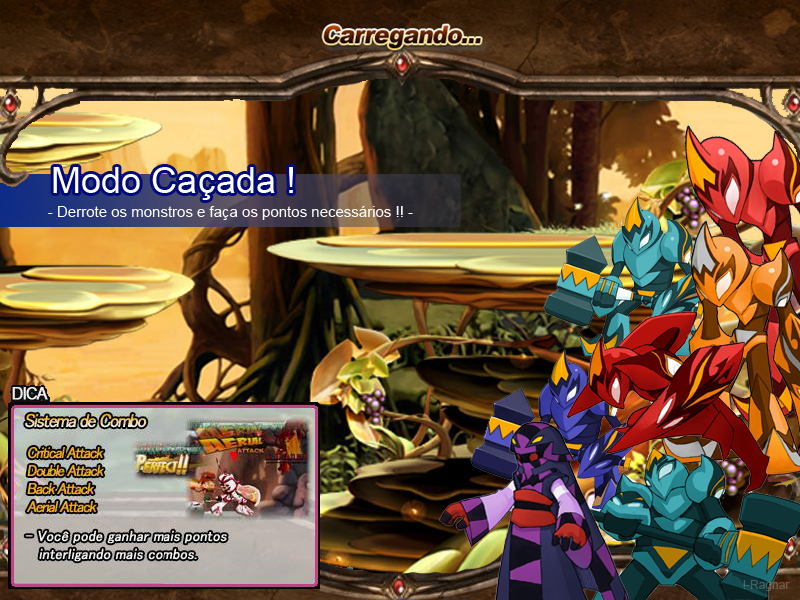 Carregando...
Modo Caçada !
- Derrote os monstros e faça os pontos necessários !! -
DICA
Sistema de Combo
AERIAL
ATTACK
PERFECT!!
Critical Attack
Double Attack
Back Attack
Aerial Attack
- Você pode ganhar mais pontos
interligando mais combos.
I-Ragnar